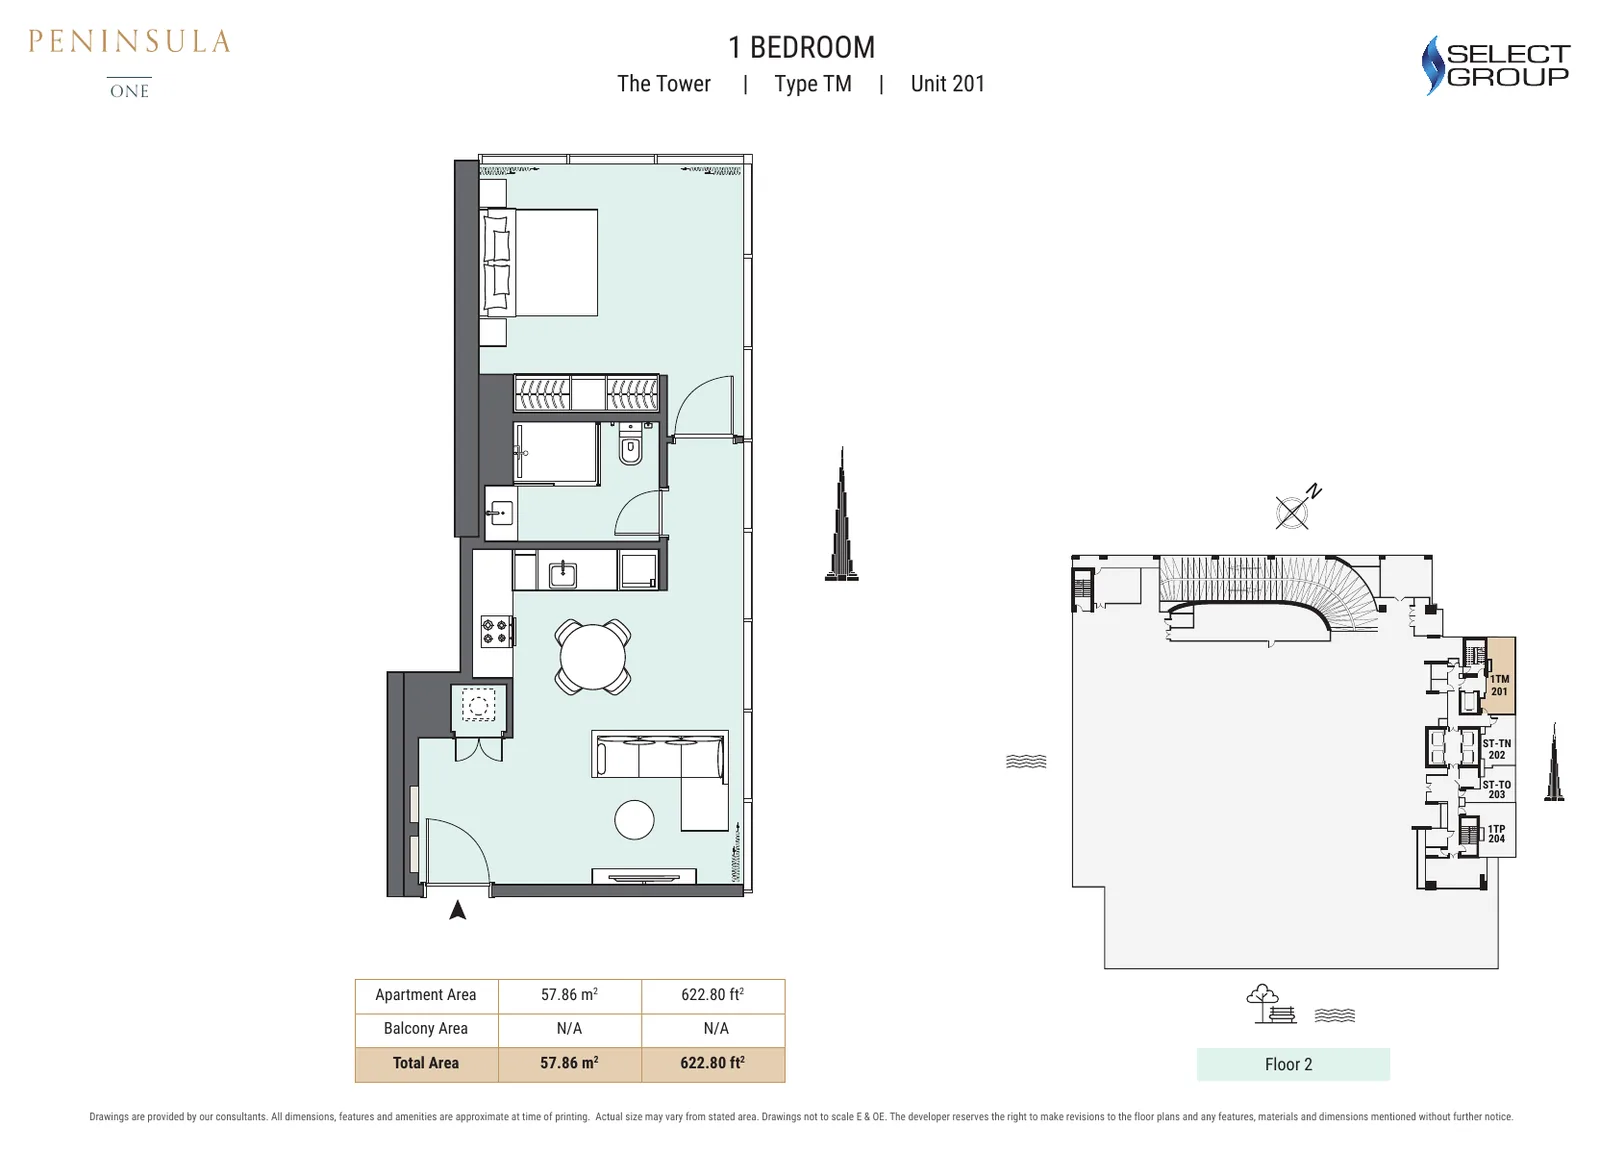 PENINSULA
ONE
1 BEDROOM
The Tower | Type TM | Unit 201
SELECT
GROUP
N
1TM
201
ST-TN
202
ST-TO
203
1TP
204
Apartment Area 57.86 m² 622.80 ft²
Balcony Area N/A N/A
Total Area 57.86 m² 622.80 ft²
Floor 2
Drawings are provided by our consultants. All dimensions, features and amenities are approximate at time of printing. Actual size may vary from stated area. Drawings not to scale E & OE. The developer reserves the right to make revisions to the floor plans and any features, materials and dimensions mentioned without further notice.